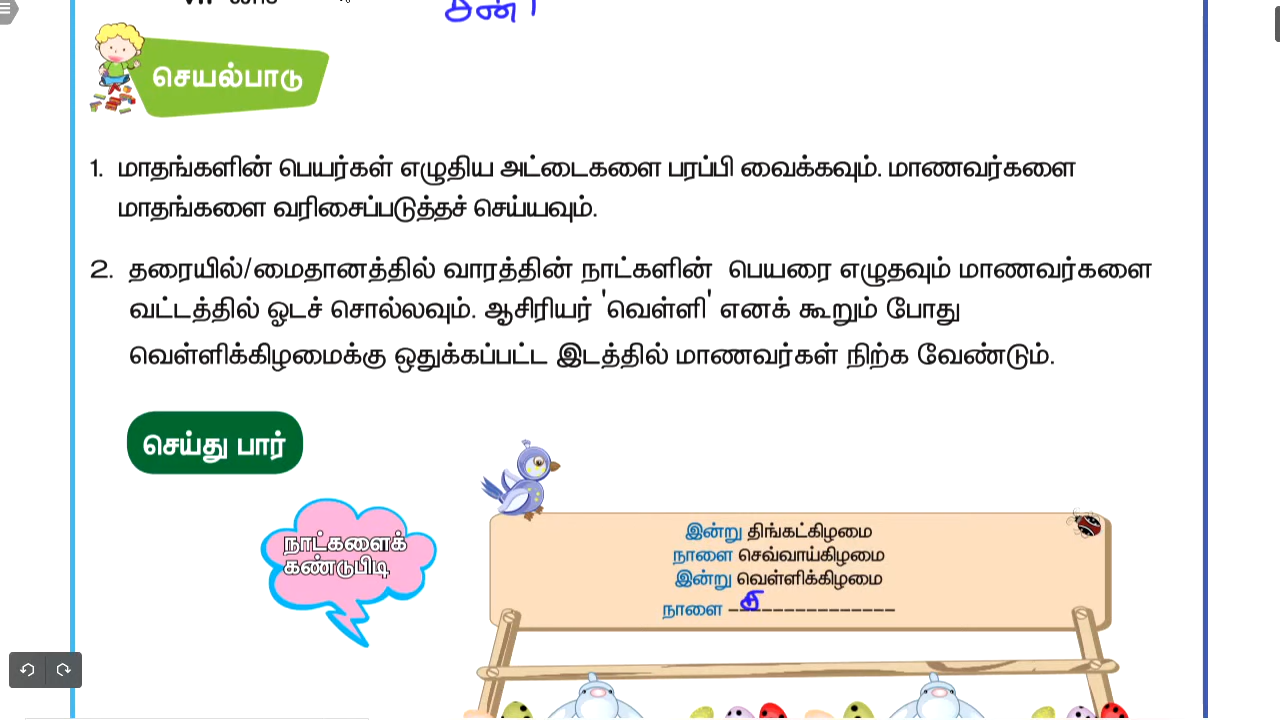 செயல்பாடு
1. மாதங்களின் பெயர்கள் எழுதிய அட்டைகளை பரப்பி வைக்கவும். மாணவர்களை
மாதங்களை வரிசைப்படுத்தச் செய்யவும்.
2. தரையில்/மைதானத்தில் வாரத்தின் நாட்களின் பெயரை எழுதவும் மாணவர்களை
வட்டத்தில் ஓடச் சொல்லவும். ஆசிரியர் 'வெள்ளி' எனக் கூறும் போது
வெள்ளிக்கிழமைக்கு ஒதுக்கப்பட்ட இடத்தில் மாணவர்கள் நிற்க வேண்டும்.
செய்து பார்
நாட்களைக்
கண்டுபிடி
இன்று திங்கட்கிழமை
நாளை செவ்வாய்கிழமை
இன்று வெள்ளிக்கிழமை
நாளை ---------------